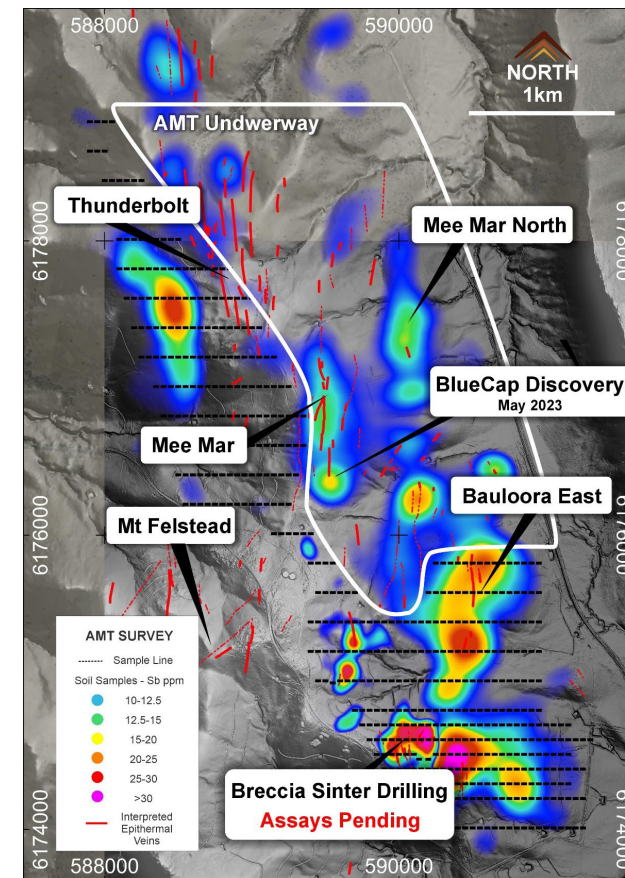 588000
590000
NORTH
1km
AMT Undwerway
Thunderbolt
6178000
6178000
Mee Mar North
BlueCap Discovery
May 2023
Mee Mar
Bauloora East
Mt Felstead
6176000
6176000
AMT SURVEY
Sample Line
Soil Samples - Sb ppm
10-12.5
12.5-15
15-20
20-25
25-30
>30
Interpreted
Epithermal
Veins
Breccia Sinter Drilling
Assays Pending
6174000
6174000
588000
590000